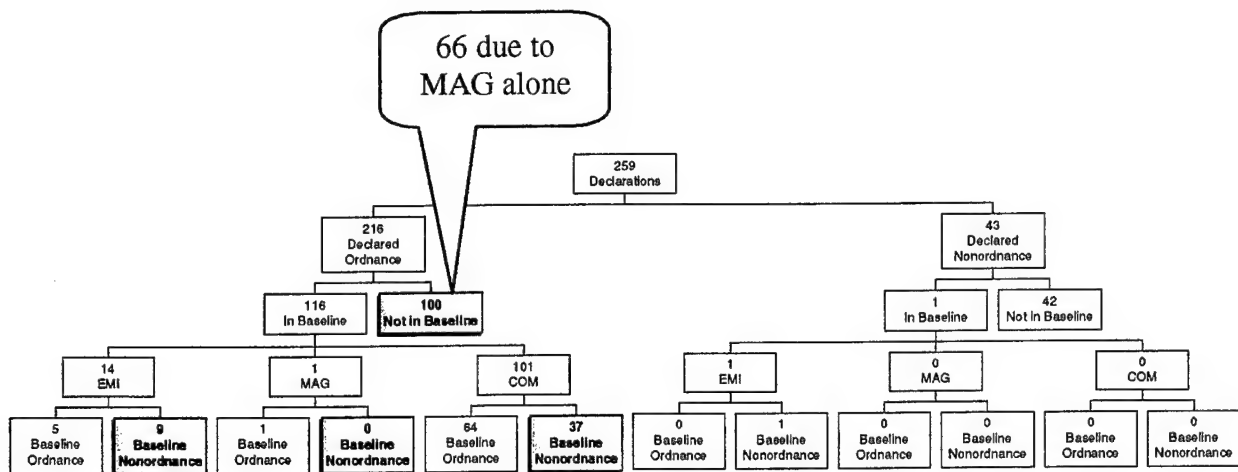 66 due to
MAG alone
259
Declarations
216
Declared
Ordnance
43
Declared
Nonordnance
116
In Baseline
100
Not in Baseline
1
In Baseline
42
Not in Baseline
14
EMI
1
MAG
101
COM
1
EMI
0
MAG
0
COM
5
Baseline
Ordnance
9
Baseline
Nonordnance
1
Baseline
Ordnance
0
Baseline
Nonordnance
64
Baseline
Ordnance
37
Baseline
Nonordnance
0
Baseline
Ordnance
1
Baseline
Nonordnance
0
Baseline
Ordnance
0
Baseline
Nonordnance
0
Baseline
Ordnance
0
Baseline
Nonordnance